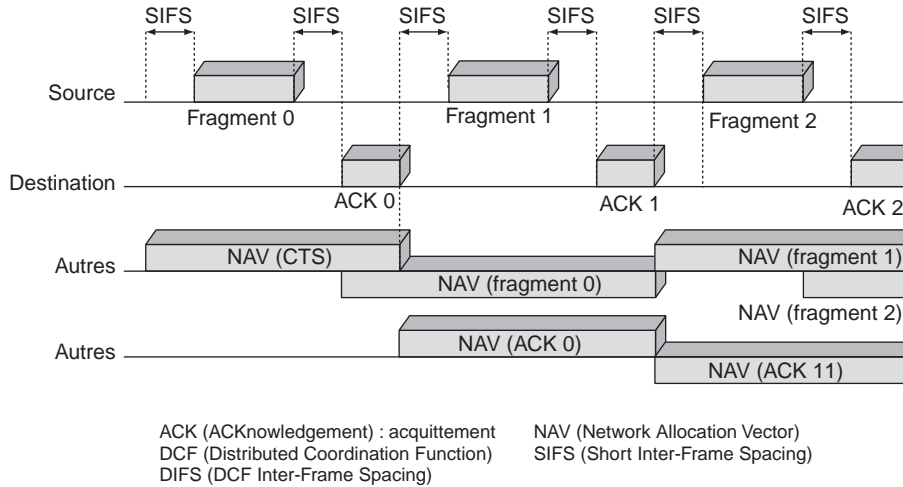 SIFS SIFS SIFS SIFS SIFS SIFS
Source
Fragment 0 Fragment 1 Fragment 2
Destination
ACK 0 ACK 1 ACK 2
Autres NAV (CTS) NAV (fragment 1)
NAV (fragment 0)
NAV (fragment 2)
Autres NAV (ACK 0)
NAV (ACK 11)
ACK (ACKnowledgement) : acquittement NAV (Network Allocation Vector)
DCF (Distributed Coordination Function) SIFS (Short Inter-Frame Spacing)
DIFS (DCF Inter-Frame Spacing)